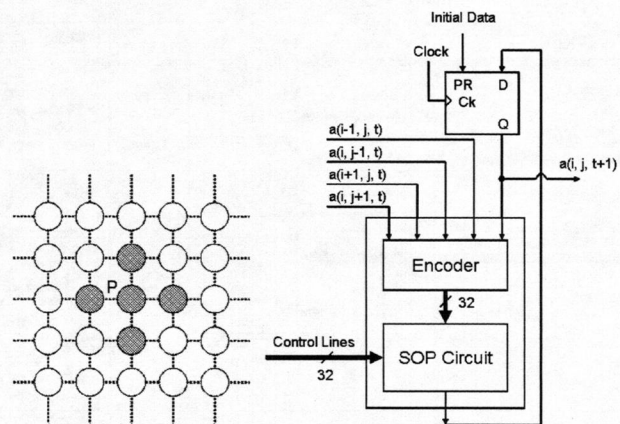 Initial Data
Clock
PR D
Ck
Q
a(i-1, j, t)
a(i, j-1, t)
a(i+1, j, t)
a(i, j+1, t)
a(i, j, t+1)
P
Encoder
32
Control Lines
32
SOP Circuit